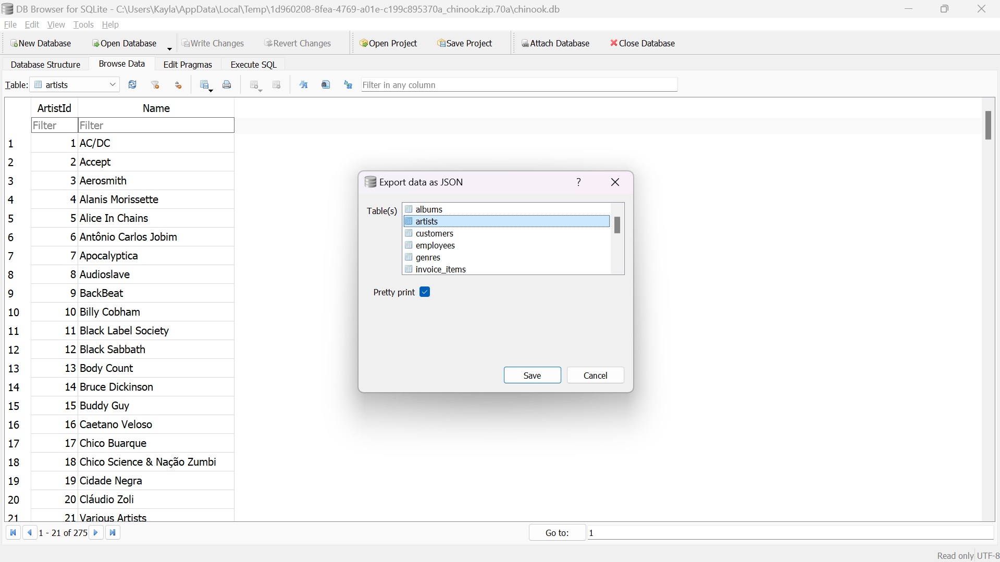 DB Browser for SQLite - C:\Users\Kayla\AppData\Local\Temp\1d960208-8fea-4769-a01e-c199c895370a_chinook.zip.70a\chinook.db
File Edit View Tools Help
New Database Open Database Write Changes Revert Changes Open Project Save Project Attach Database Close Database
Database Structure Browse Data Edit Pragmas Execute SQL
Table: artists Filter in any column
ArtistId Name
Filter Filter
1 1 AC/DC
2 2 Accept
3 3 Aerosmith
4 4 Alanis Morissette
5 5 Alice In Chains
6 6 Antônio Carlos Jobim
7 7 Apocalyptica
8 8 Audioslave
9 9 BackBeat
10 10 Billy Cobham
11 11 Black Label Society
12 12 Black Sabbath
13 13 Body Count
14 14 Bruce Dickinson
15 15 Buddy Guy
16 16 Caetano Veloso
17 17 Chico Buarque
18 18 Chico Science & Nação Zumbi
19 19 Cidade Negra
20 20 Cláudio Zoli
21 21 Various Artists
Export data as JSON ?
Table(s)
albums
artists
customers
employees
genres
invoice_items
Pretty print
Save Cancel
1 - 21 of 275 Go to: 1
Read only UTF-8